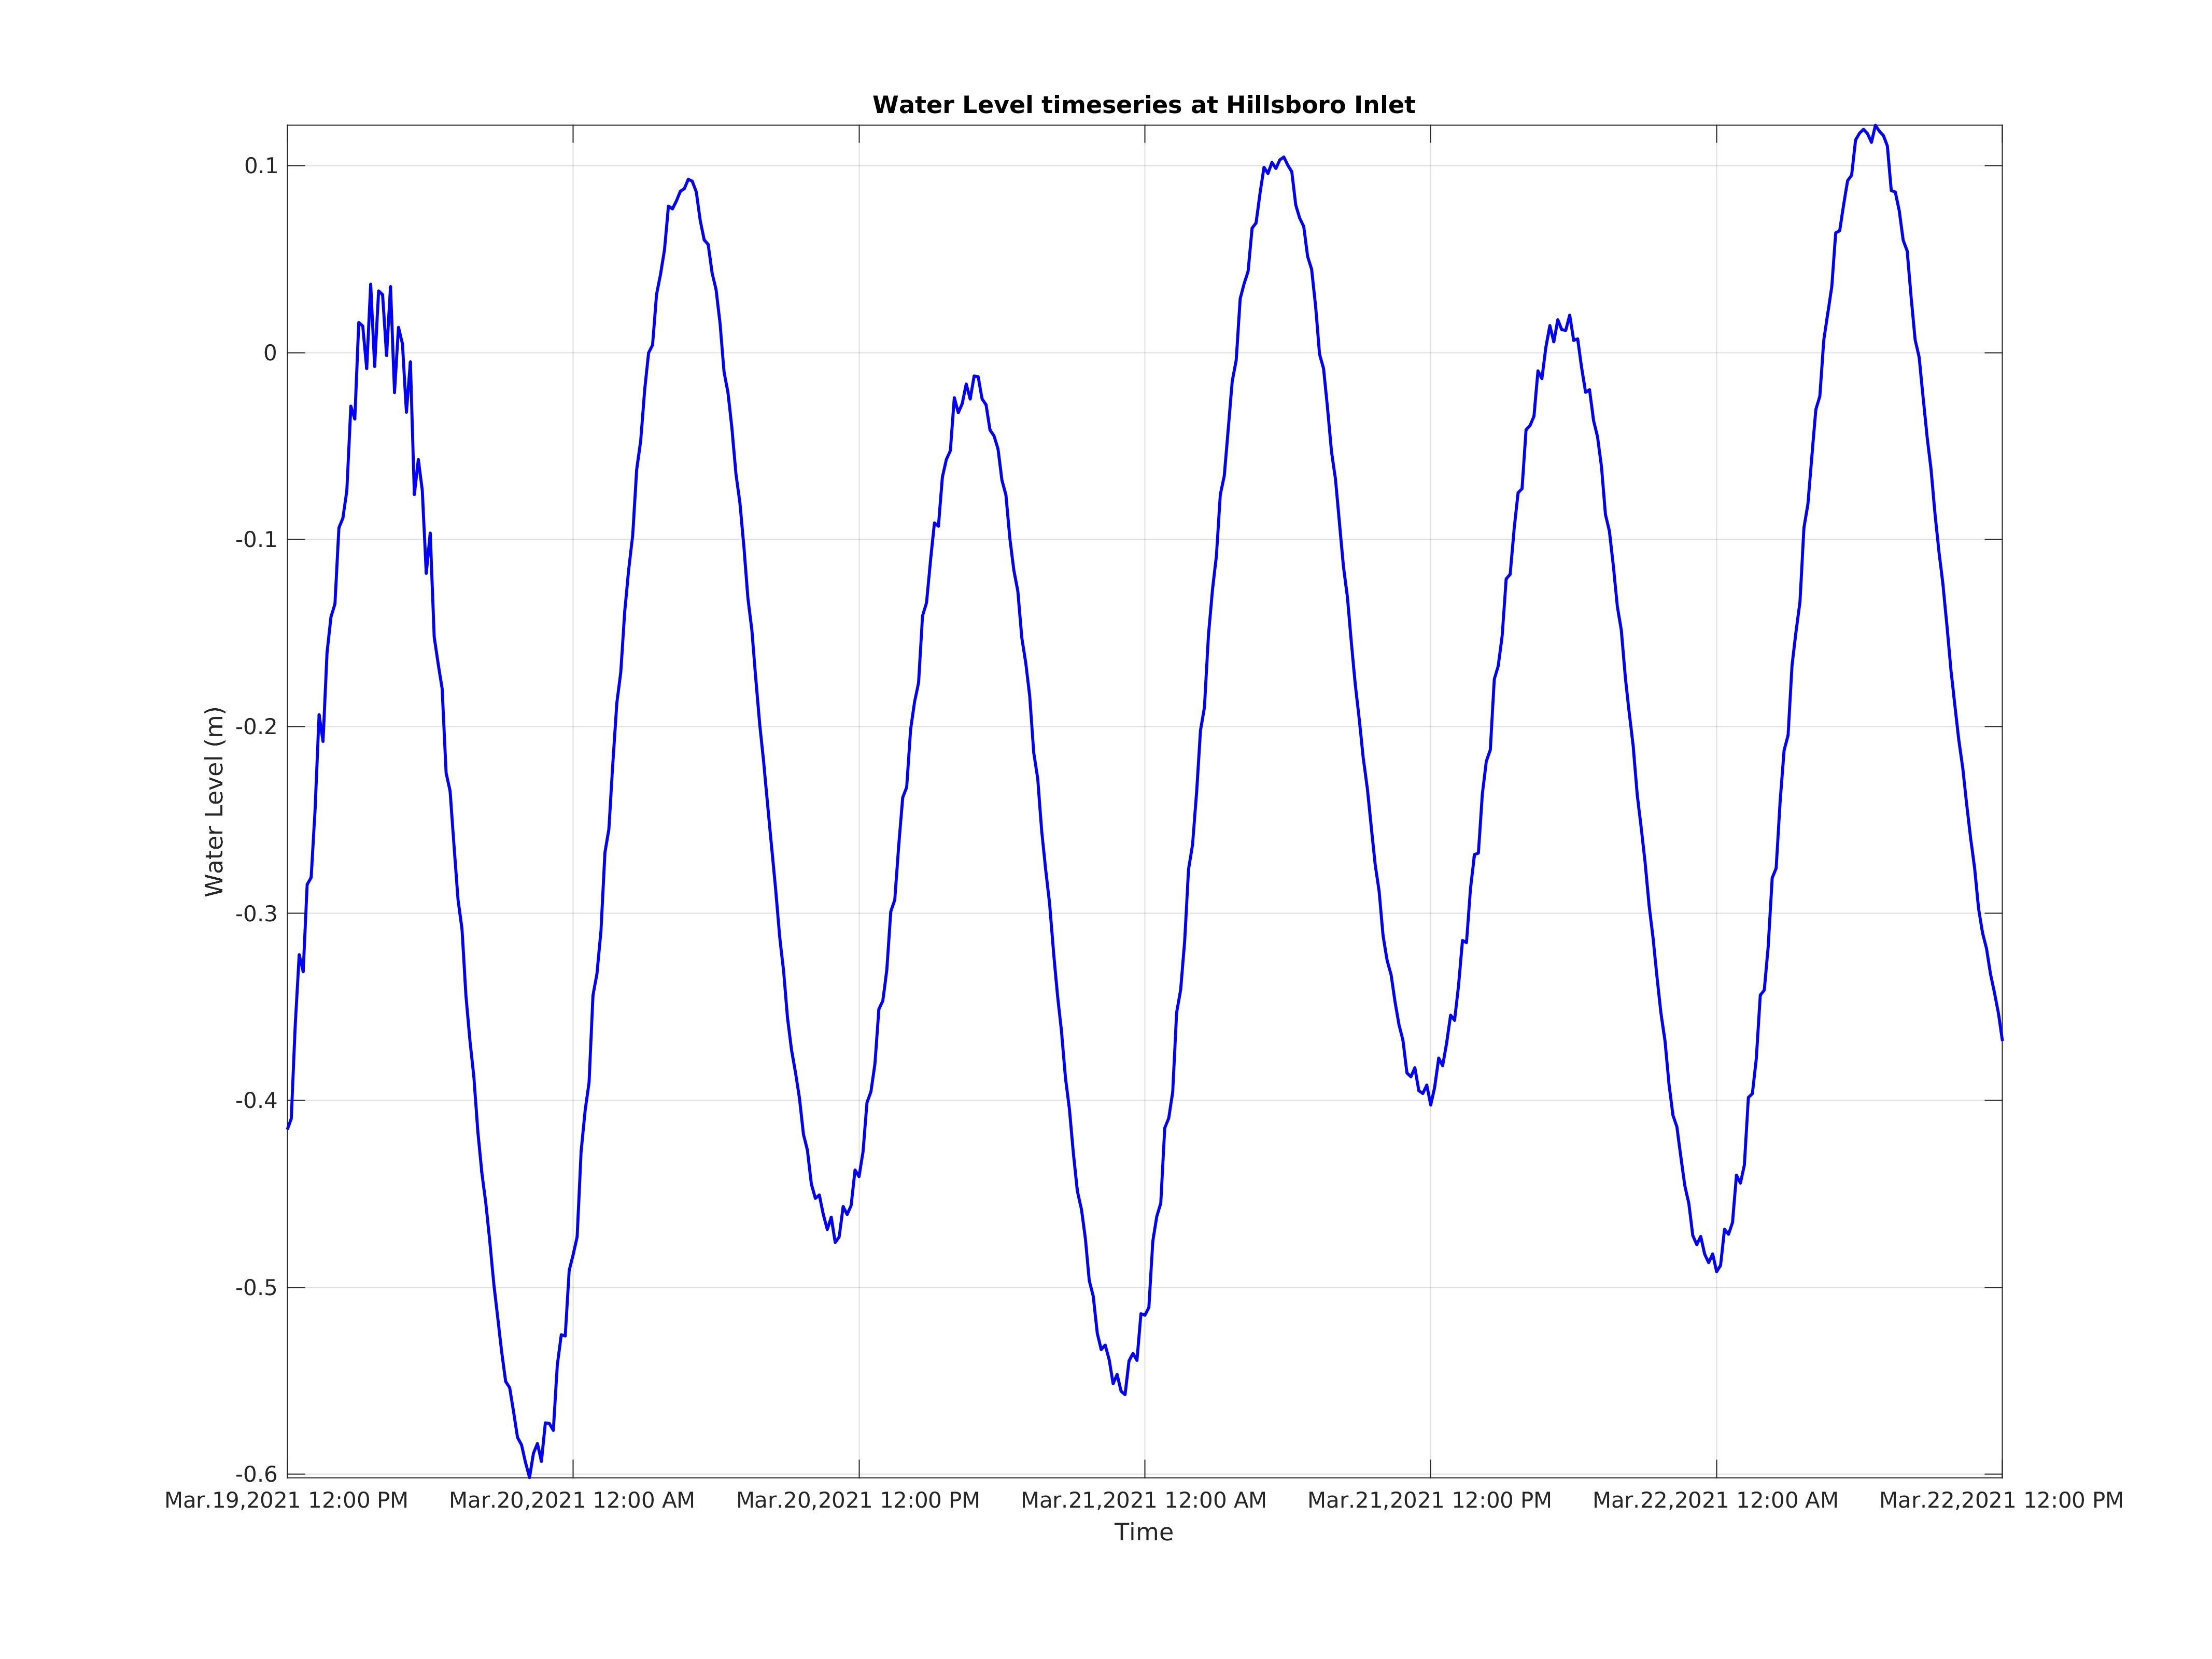 Water Level timeseries at Hillsboro Inlet
0.1
0
-0.1
-0.2
-0.3
-0.4
-0.5
-0.6
Water Level (m)
Mar.19,2021 12:00 PM Mar.20,2021 12:00 AM Mar.20,2021 12:00 PM Mar.21,2021 12:00 AM Mar.21,2021 12:00 PM Mar.22,2021 12:00 AM Mar.22,2021 12:00 PM
Time